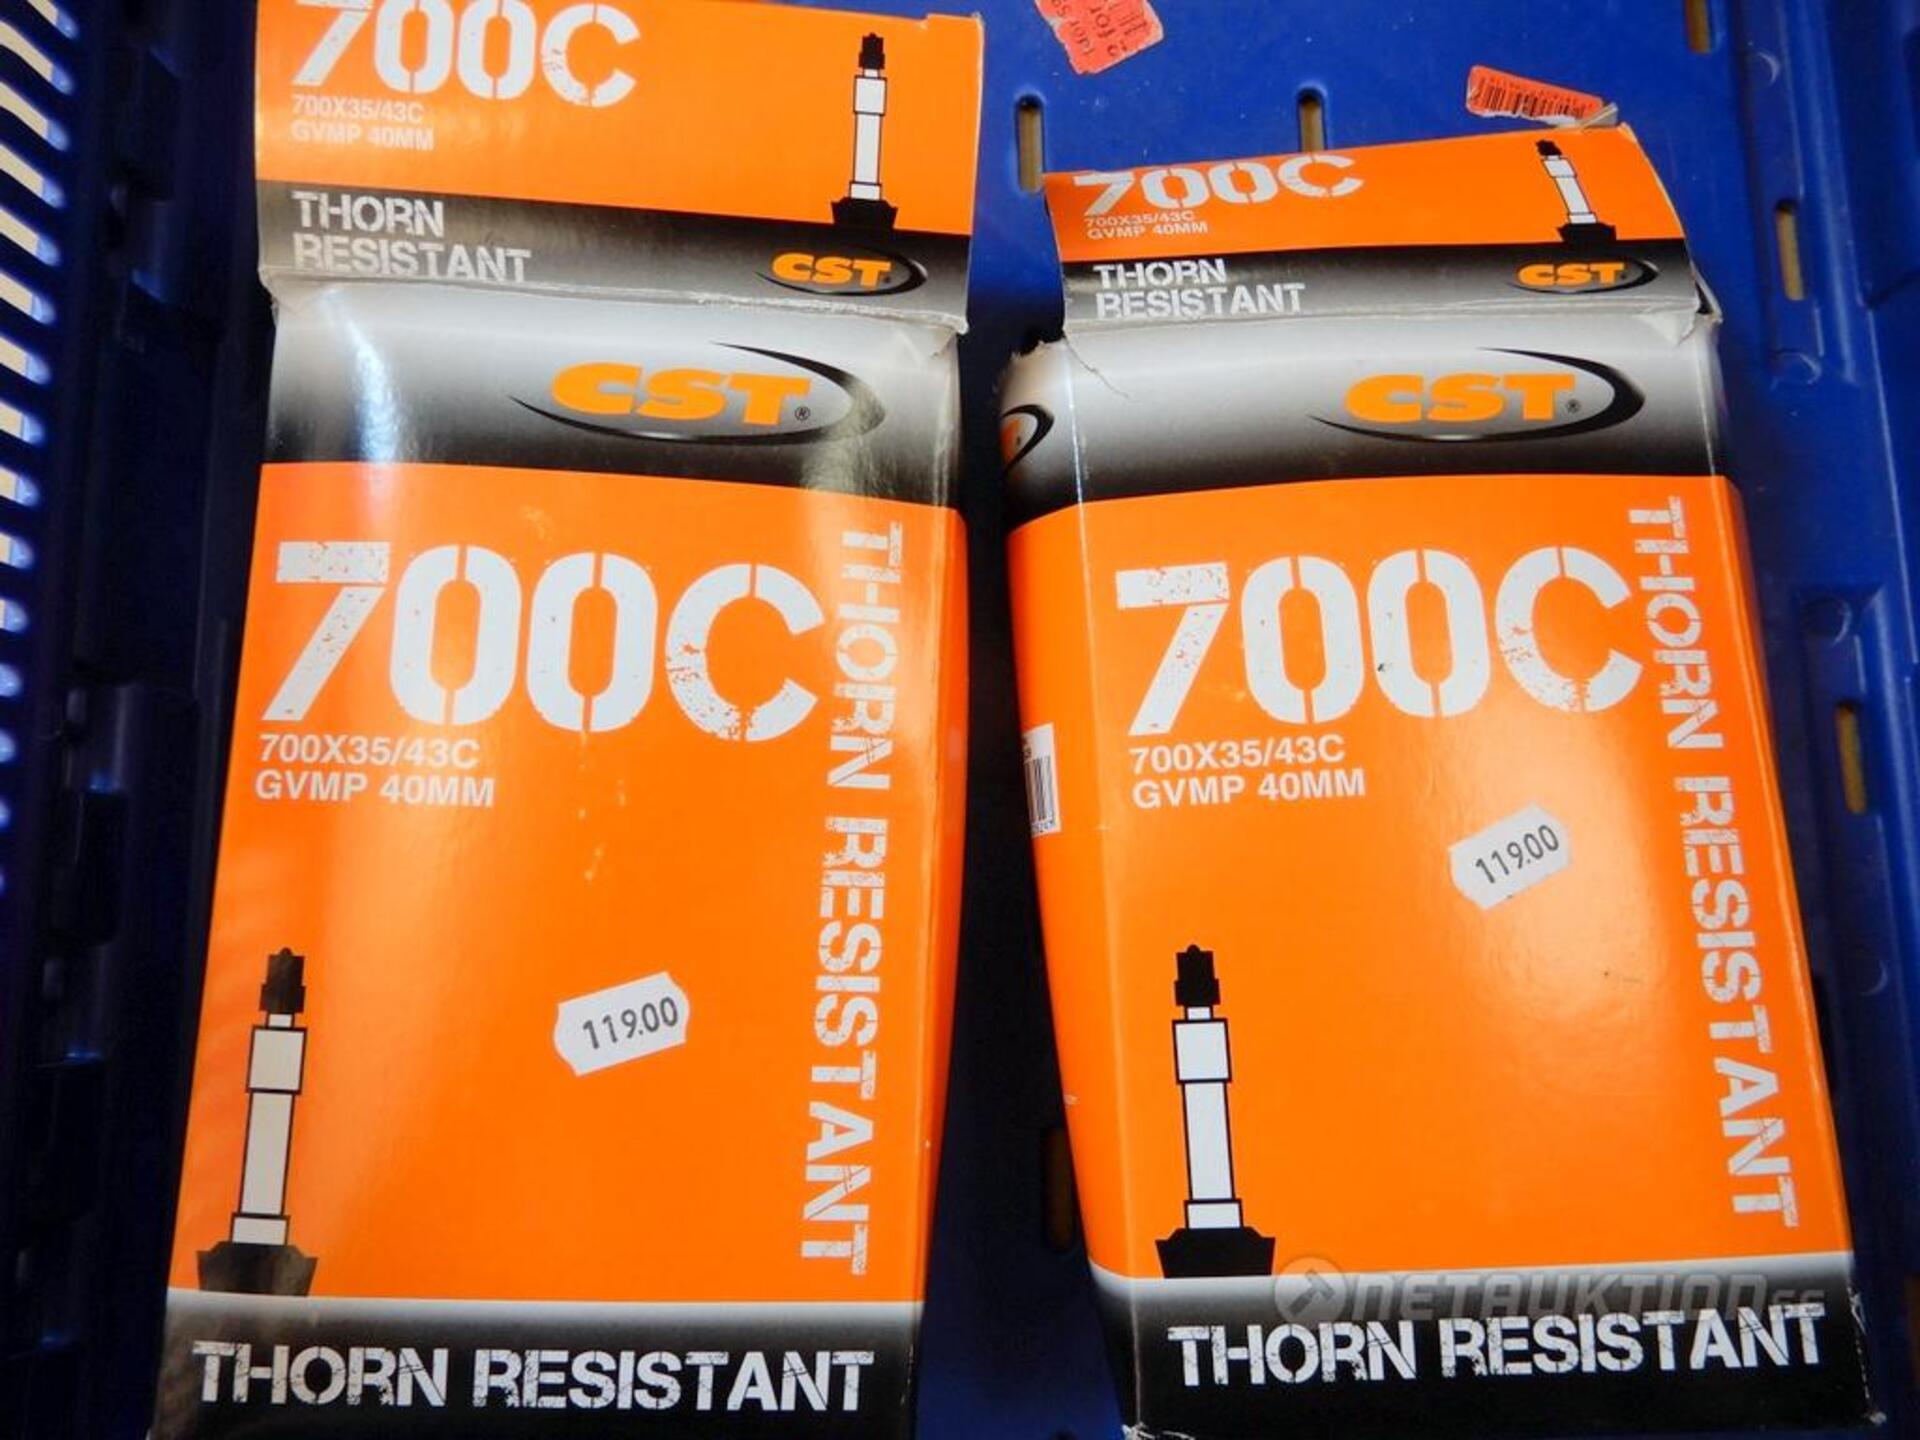 700C
700X35/43C
GVMP 40MM
THORN
RESISTANT
CST
CST®
700C
700X35/43C
GVMP 40MM
THORN RESISTANT
119.00
THORN RESISTANT
700C
700X35/43C
GVMP 40MM
THORN
RESISTANT
CST
CST®
700C
700X35/43C
GVMP 40MM
THORN RESISTANT
119.00
NETAUKTION.SE
THORN RESISTANT